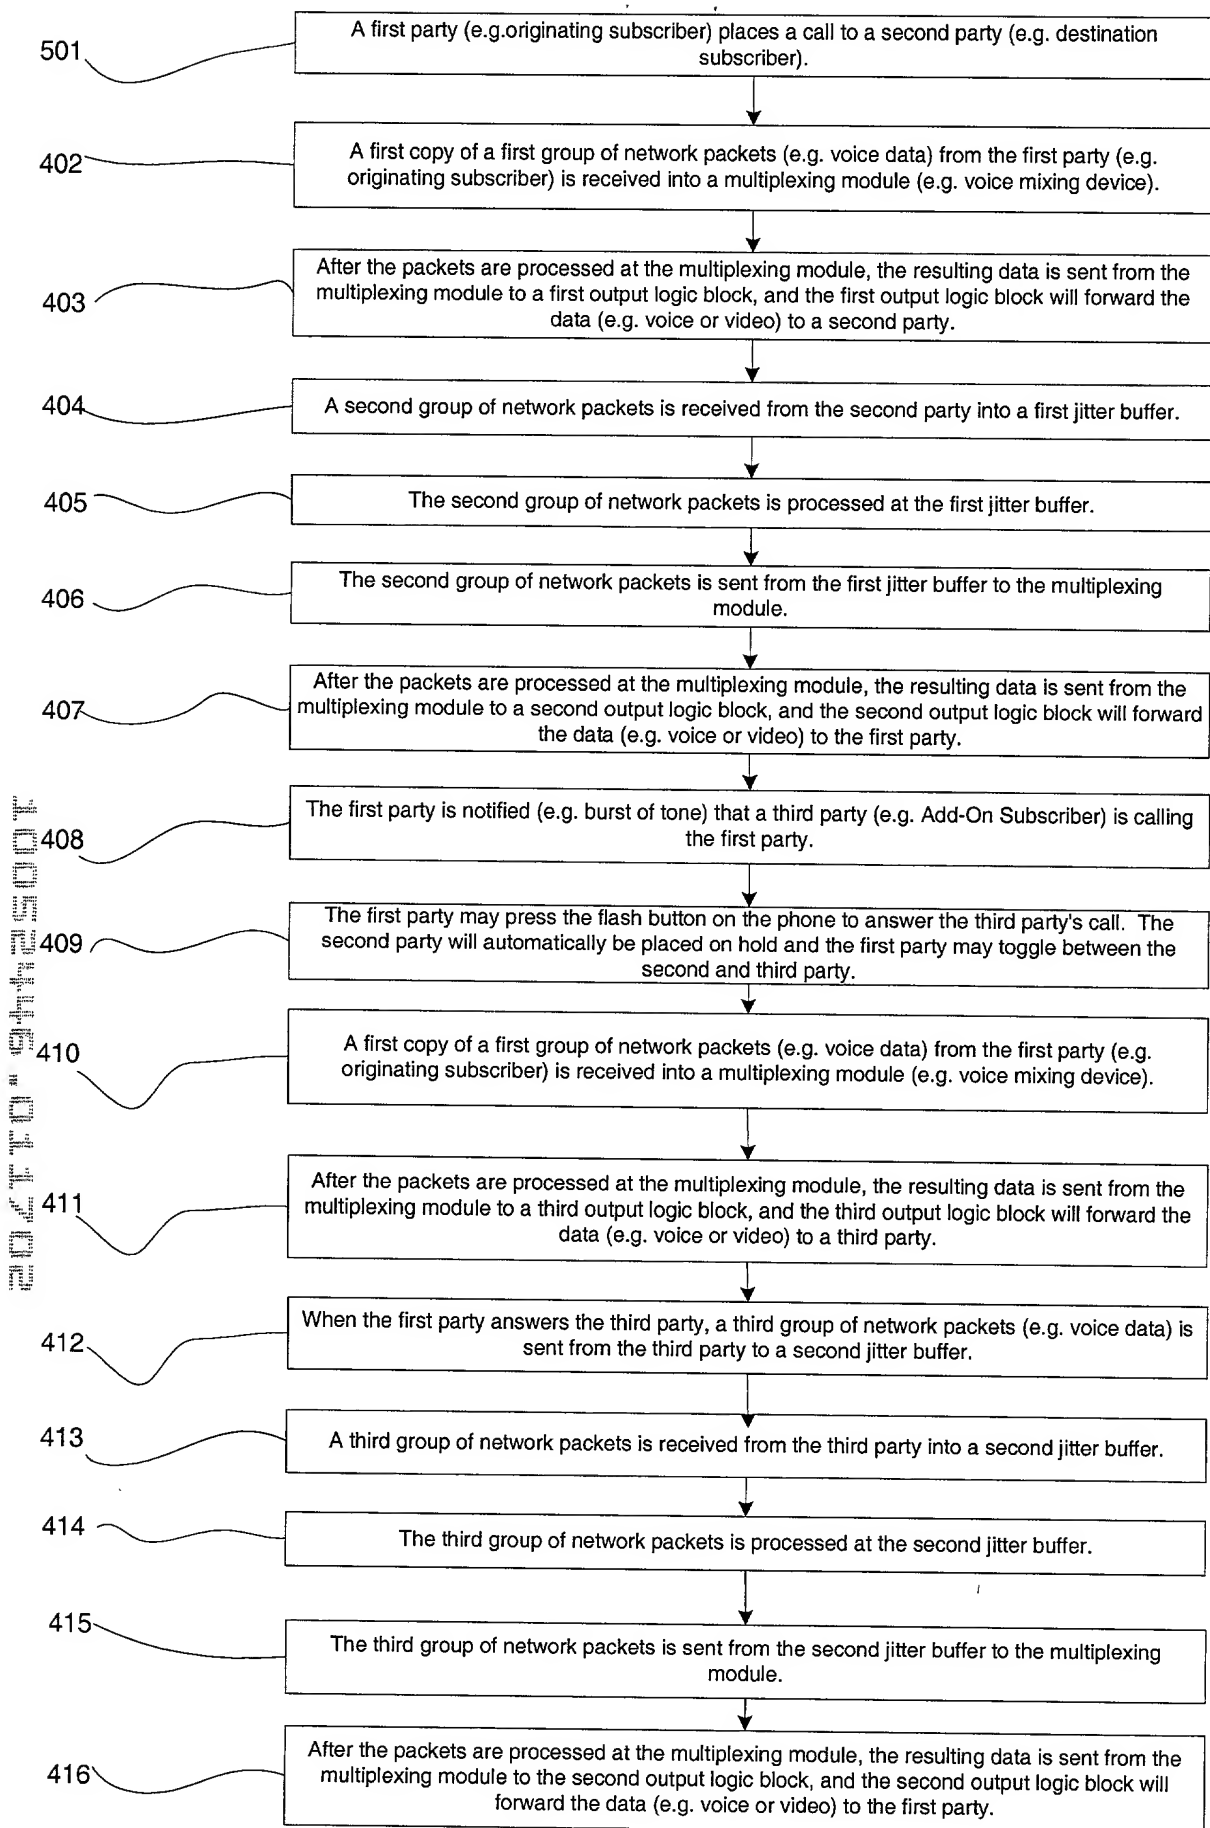 501
A first party (e.g.originating subscriber) places a call to a second party (e.g. destination
subscriber).
402
A first copy of a first group of network packets (e.g. voice data) from the first party (e.g.
originating subscriber) is received into a multiplexing module (e.g. voice mixing device).
403
After the packets are processed at the multiplexing module, the resulting data is sent from the
multiplexing module to a first output logic block, and the first output logic block will forward the
data (e.g. voice or video) to a second party.
404
A second group of network packets is received from the second party into a first jitter buffer.
405
The second group of network packets is processed at the first jitter buffer.
406
The second group of network packets is sent from the first jitter buffer to the multiplexing
module.
407
After the packets are processed at the multiplexing module, the resulting data is sent from the
multiplexing module to a second output logic block, and the second output logic block will forward
the data (e.g. voice or video) to the first party.
408
The first party is notified (e.g. burst of tone) that a third party (e.g. Add-On Subscriber) is calling
the first party.
409
The first party may press the flash button on the phone to answer the third party's call. The
second party will automatically be placed on hold and the first party may toggle between the
second and third party.
410
A first copy of a first group of network packets (e.g. voice data) from the first party (e.g.
originating subscriber) is received into a multiplexing module (e.g. voice mixing device).
411
After the packets are processed at the multiplexing module, the resulting data is sent from the
multiplexing module to a third output logic block, and the third output logic block will forward the
data (e.g. voice or video) to a third party.
412
When the first party answers the third party, a third group of network packets (e.g. voice data) is
sent from the third party to a second jitter buffer.
413
A third group of network packets is received from the third party into a second jitter buffer.
414
The third group of network packets is processed at the second jitter buffer.
415
The third group of network packets is sent from the second jitter buffer to the multiplexing
module.
416
After the packets are processed at the multiplexing module, the resulting data is sent from the
multiplexing module to the second output logic block, and the second output logic block will
forward the data (e.g. voice or video) to the first party.
10052446.011702